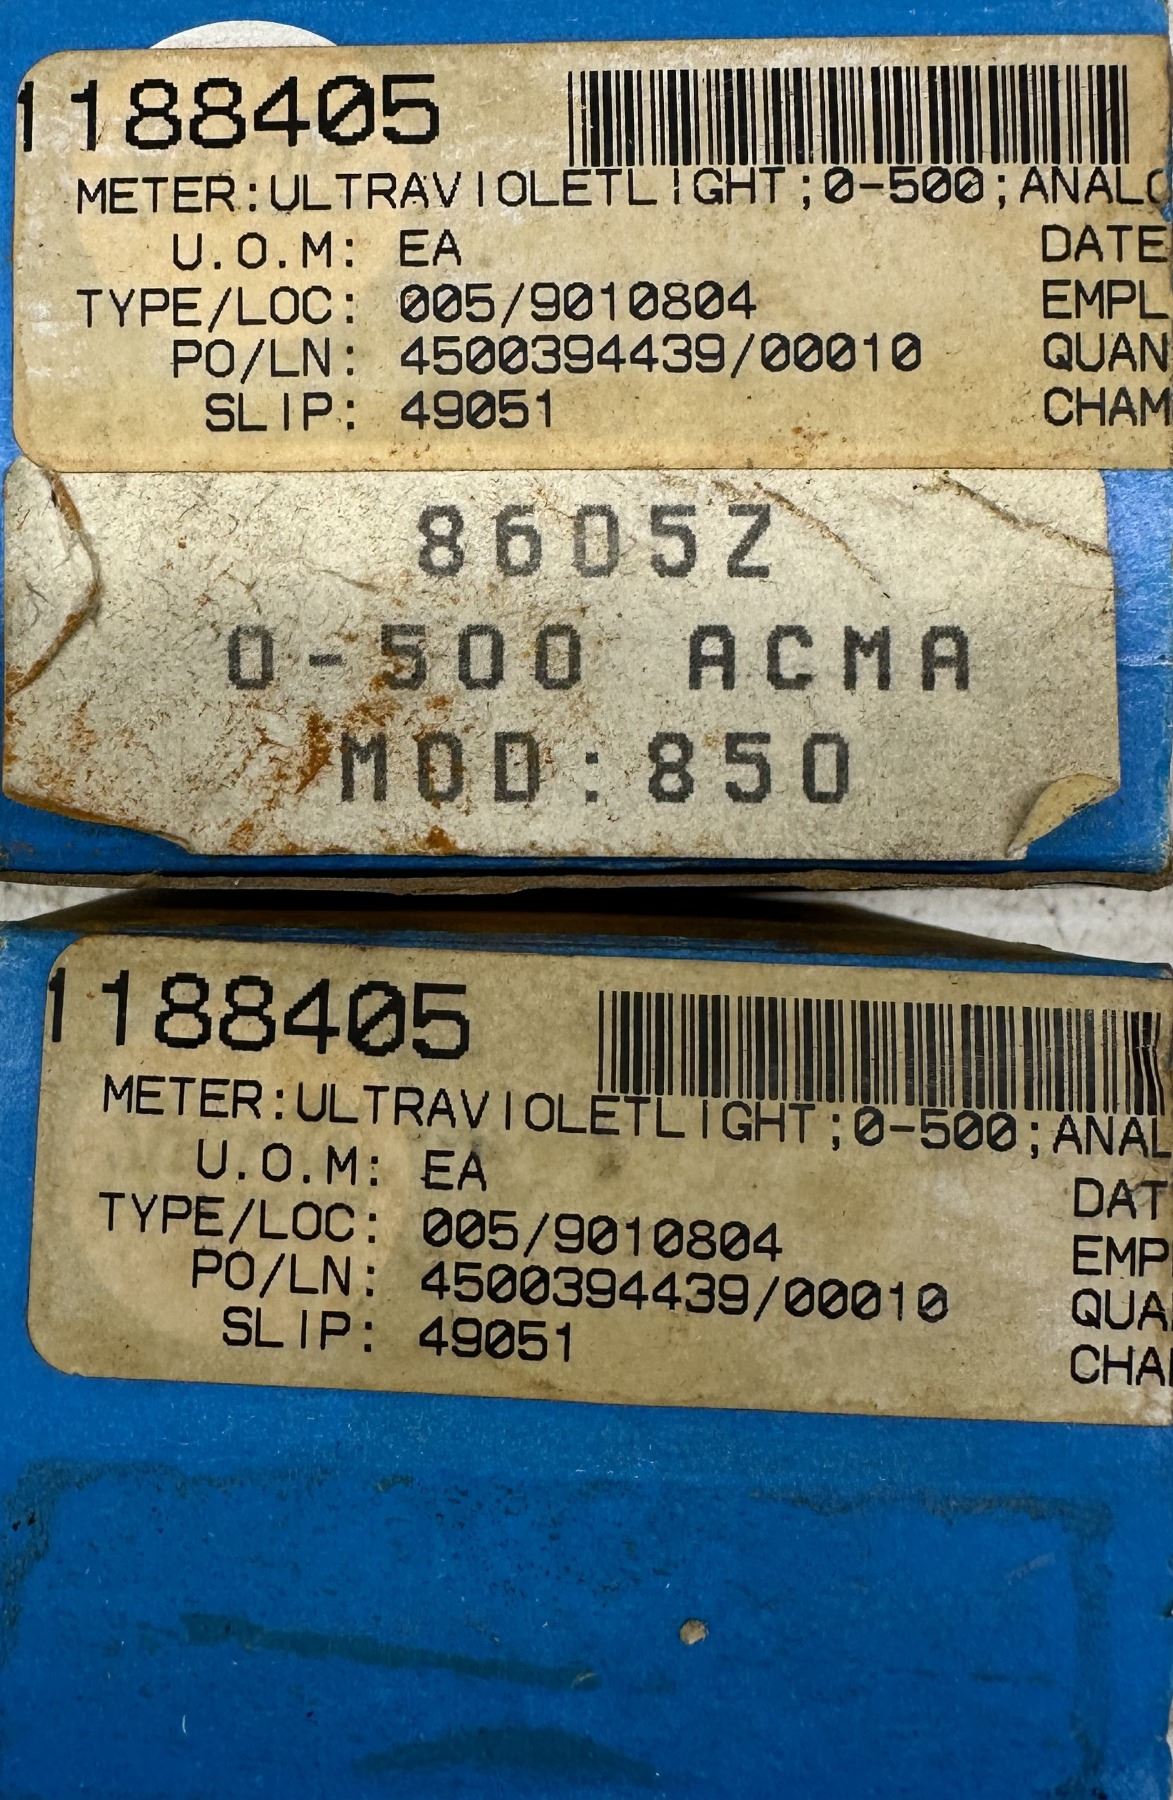 1188405
METER:ULTRAVIOLETLIGHT;0-500;ANALO
U.O.M: EA
DATE
TYPE/LOC: 005/9010804
EMPL
PO/LN: 4500394439/00010
QUAN
SLIP: 49051
CHAM
8605Z
0-500 ACMA
MOD:850
1188405
METER:ULTRAVIOLETLIGHT;0-500;ANAL
U.O.M: EA
DAT
TYPE/LOC: 005/9010804
EMP
PO/LN: 4500394439/00010
QUA
SLIP: 49051
CHA